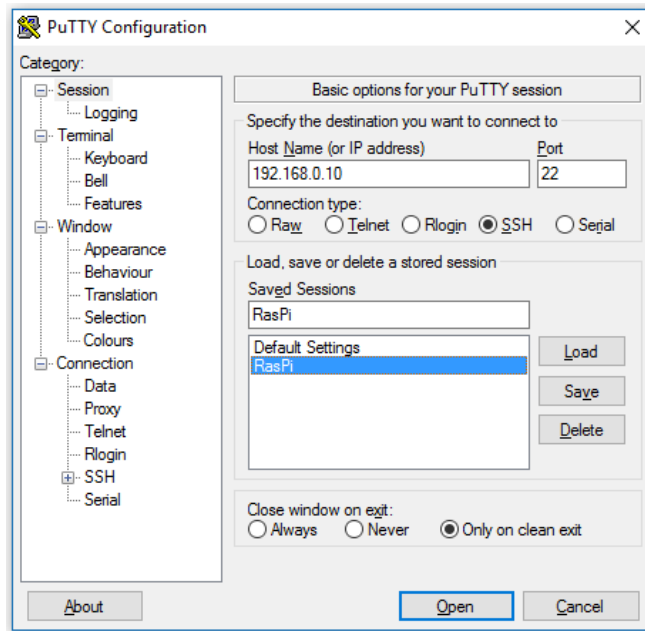 PuTTY Configuration
Category:
Session
Logging
Terminal
Keyboard
Bell
Features
Window
Appearance
Behaviour
Translation
Selection
Colours
Connection
Data
Proxy
Telnet
Rlogin
SSH
Serial
Basic options for your PuTTY session
Specify the destination you want to connect to
Host Name (or IP address) Port
192.168.0.10 22
Connection type:
Raw Telnet Rlogin SSH Serial
Load, save or delete a stored session
Saved Sessions
RasPi
Default Settings
RasPi
Load
Save
Delete
Close window on exit:
Always Never Only on clean exit
About Open Cancel